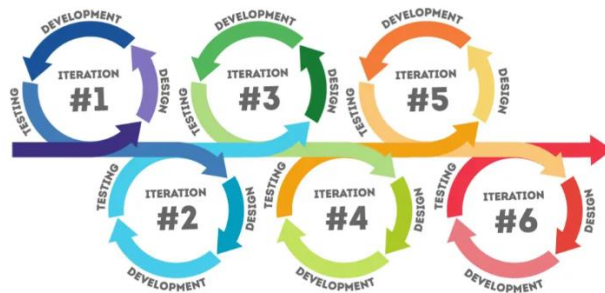 DEVELOPMENT
ITERATION
#1
TESTING
DESIGN
DEVELOPMENT
ITERATION
#3
TESTING
DESIGN
DEVELOPMENT
ITERATION
#5
TESTING
DESIGN
TESTING
ITERATION
#2
DESIGN
DEVELOPMENT
TESTING
ITERATION
#4
DESIGN
DEVELOPMENT
TESTING
ITERATION
#6
DESIGN
DEVELOPMENT